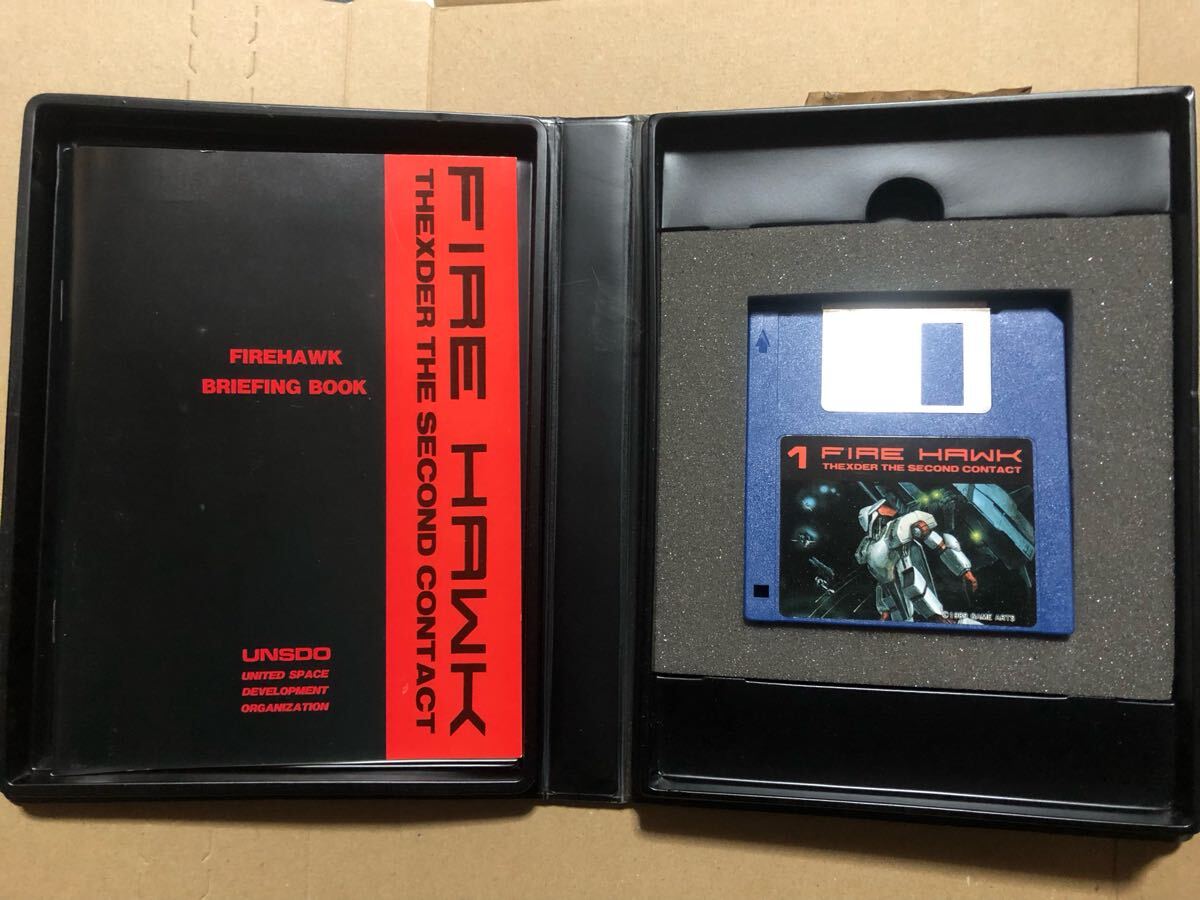 FIREHAWK
BRIEFING BOOK
UNSDO
UNITED SPACE
DEVELOPMENT
ORGANIZATION
FIRE HAWK
THEXDER THE SECOND CONTACT
1 FIRE HAWK
THEXDER THE SECOND CONTACT
©1989 GAME ARTS